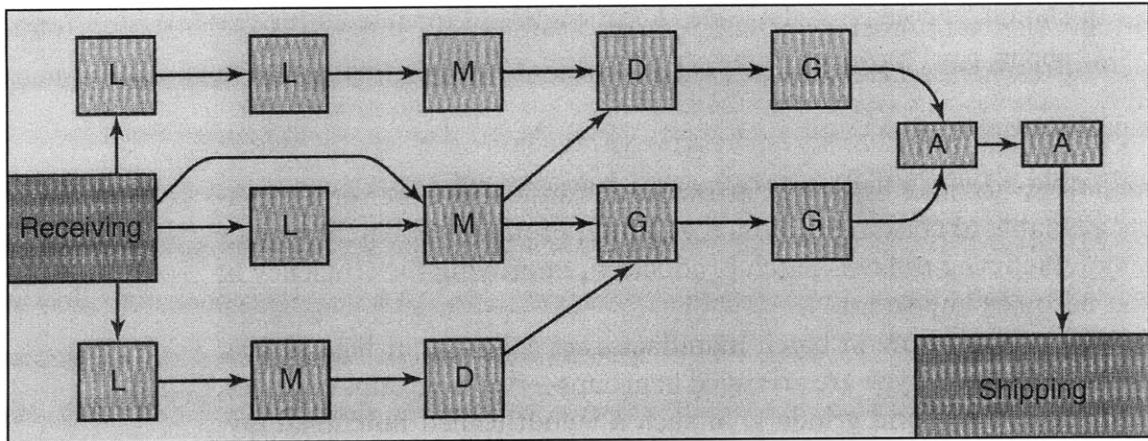 L L M D G
A A
Receiving L M G G
L M D
Shipping